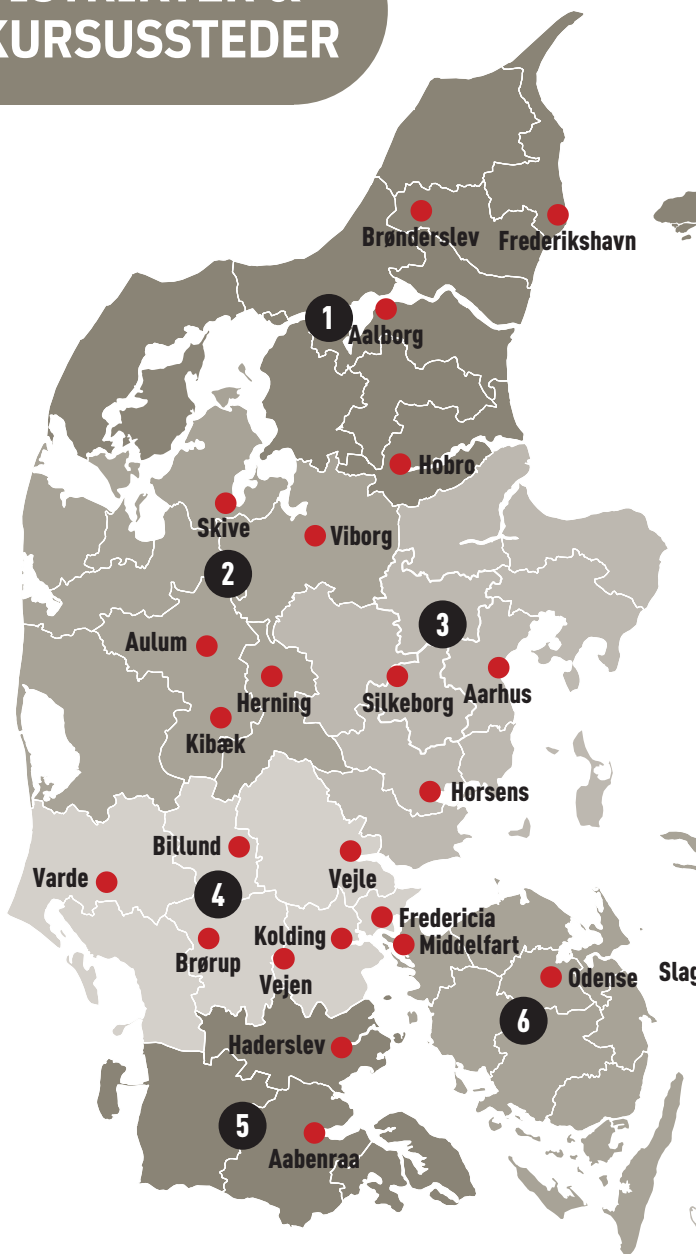 KURSUSSTEDER
Brønderslev
Frederikshavn
1
Aalborg
Hobro
Skive
Viborg
2
3
Aulum
Herning
Silkeborg
Aarhus
Kibæk
Horsens
Billund
Varde
Vejle
4
Fredericia
Kolding
Middelfart
Brørup
Vejen
Odense
Slag
6
Haderslev
5
Aabenraa